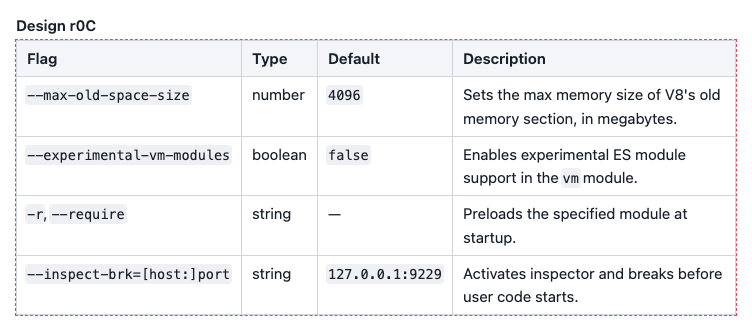 Design r0C
Flag Type Default Description
--max-old-space-size number 4096 Sets the max memory size of V8's old
memory section, in megabytes.
--experimental-vm-modules boolean false Enables experimental ES module
support in the vm module.
-r, --require string — Preloads the specified module at
startup.
--inspect-brk=[host:]port string 127.0.0.1:9229 Activates inspector and breaks before
user code starts.